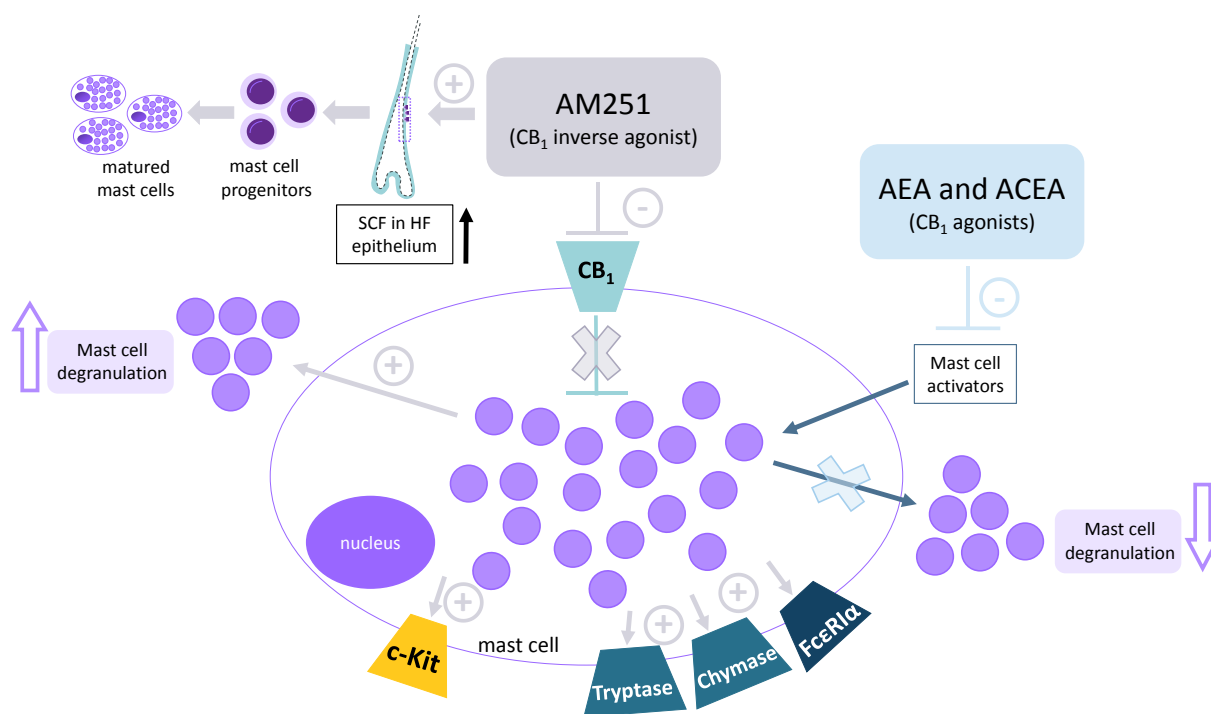 AM251
(CB₁ inverse agonist)
+
matured
mast cells
mast cell
progenitors
SCF in HF
epithelium
−
AEA and ACEA
(CB₁ agonists)
CB₁
−
Mast cell
degranulation
+
Mast cell
activators
nucleus
Mast cell
degranulation
+
+
+
mast cell
c-Kit
Tryptase
Chymase
FcεRIα